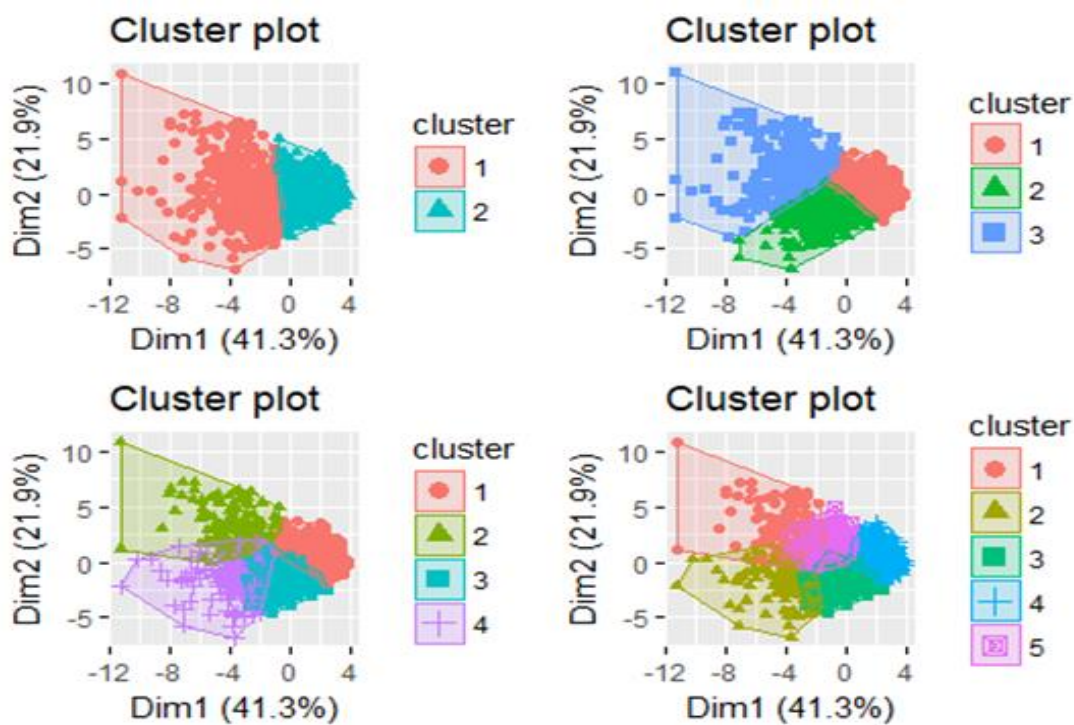 Cluster plot
10
5
0
-5
-12 -8 -4 0 4
Dim1 (41.3%)
Dim2 (21.9%)
cluster
1
2
Cluster plot
10
5
0
-5
-12 -8 -4 0 4
Dim1 (41.3%)
Dim2 (21.9%)
cluster
1
2
3
Cluster plot
10
5
0
-5
-12 -8 -4 0 4
Dim1 (41.3%)
Dim2 (21.9%)
cluster
1
2
3
4
Cluster plot
10
5
0
-5
-12 -8 -4 0 4
Dim1 (41.3%)
Dim2 (21.9%)
cluster
1
2
3
4
5